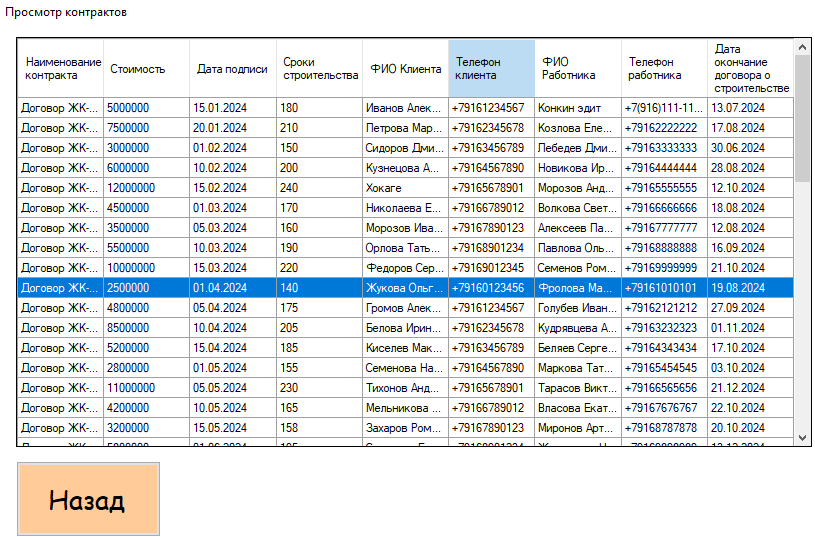 Просмотр контрактов
Наименование контракта Стоимость Дата подписи Сроки строительства ФИО Клиента Телефон клиента ФИО Работника Телефон работника Дата окончание договора о строительстве
Договор ЖК-... 5000000 15.01.2024 180 Иванов Алек... +79161234567 Конкин эдит +7(916)111-11... 13.07.2024
Договор ЖК-... 7500000 20.01.2024 210 Петрова Мар... +79162345678 Козлова Еле... +79162222222 17.08.2024
Договор ЖК-... 3000000 01.02.2024 150 Сидоров Дми... +79163456789 Лебедев Дми... +79163333333 30.06.2024
Договор ЖК-... 6000000 10.02.2024 200 Кузнецова А... +79164567890 Новикова Ир... +79164444444 28.08.2024
Договор ЖК-... 12000000 15.02.2024 240 Хокаге +79165678901 Морозов Анд... +79165555555 12.10.2024
Договор ЖК-... 4500000 01.03.2024 170 Николаева Е... +79166789012 Волкова Свет... +79166666666 18.08.2024
Договор ЖК-... 3500000 05.03.2024 160 Морозов Ива... +79167890123 Алексеев Па... +79167777777 12.08.2024
Договор ЖК-... 5500000 10.03.2024 190 Орлова Тать... +79168901234 Павлова Оль... +79168888888 16.09.2024
Договор ЖК-... 10000000 15.03.2024 220 Федоров Сер... +79169012345 Семенов Ром... +79169999999 21.10.2024
Договор ЖК-... 2500000 01.04.2024 140 Жукова Ольг... +79160123456 Фролова Ма... +79161010101 19.08.2024
Договор ЖК-... 4800000 05.04.2024 175 Громов Алек... +79161234567 Голубев Иван... +79162121212 27.09.2024
Договор ЖК-... 8500000 10.04.2024 205 Белова Ирин... +79162345678 Кудрявцева А... +79163232323 01.11.2024
Договор ЖК-... 5200000 15.04.2024 185 Киселев Мак... +79163456789 Беляев Серге... +79164343434 17.10.2024
Договор ЖК-... 2800000 01.05.2024 155 Семенова На... +79164567890 Маркова Тат... +79165454545 03.10.2024
Договор ЖК-... 11000000 05.05.2024 230 Тихонов Анд... +79165678901 Тарасов Викт... +79166565656 21.12.2024
Договор ЖК-... 4200000 10.05.2024 165 Мельникова ... +79166789012 Власова Екат... +79167676767 22.10.2024
Договор ЖК-... 3200000 15.05.2024 158 Захаров Ром... +79167890123 Миронов Арт... +79168787878 20.10.2024
Назад